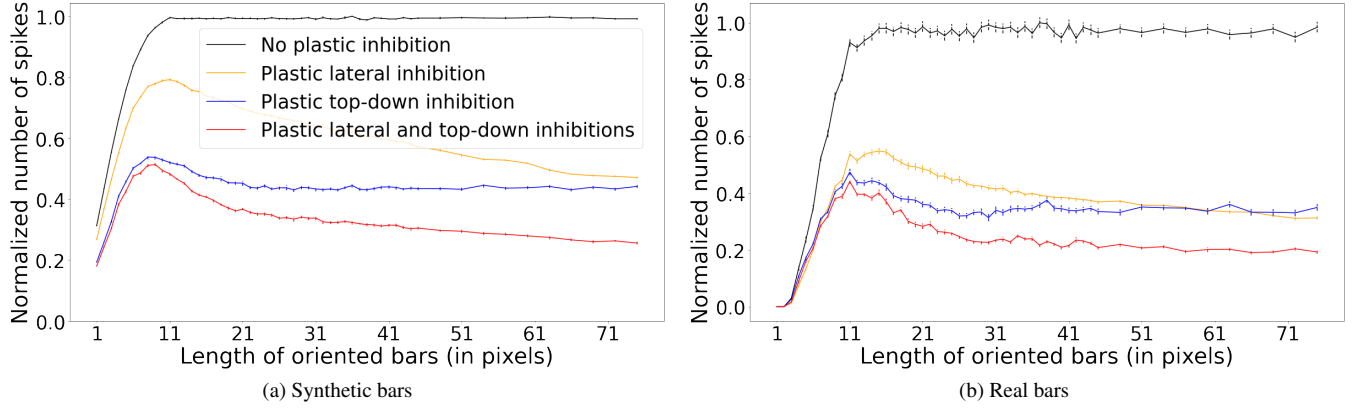 Normalized number of spikes
1.0
0.8
0.6
0.4
0.2
0.0
No plastic inhibition
Plastic lateral inhibition
Plastic top-down inhibition
Plastic lateral and top-down inhibitions
1 11 21 31 41 51 61 71
Length of oriented bars (in pixels)
(a) Synthetic bars
Normalized number of spikes
1.0
0.8
0.6
0.4
0.2
0.0
1 11 21 31 41 51 61 71
Length of oriented bars (in pixels)
(b) Real bars